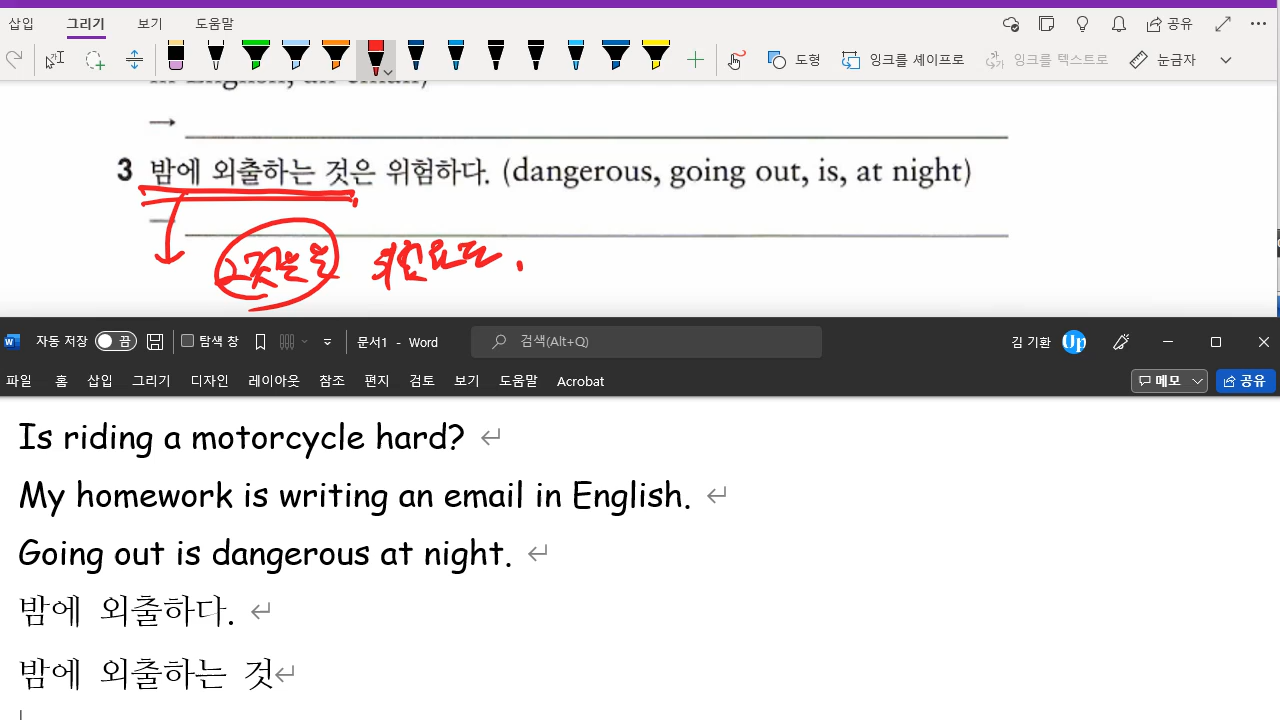 삽입 그리기 보기 도움말 공유
도형 잉크를 셰이프로 잉크를 텍스트로 눈금자
in English, an email)
→
3 밤에 외출하는 것은 위험하다. (dangerous, going out, is, at night)
그것은
자동 저장 끔 탐색 창 문서1 - Word 검색(Alt+Q) 김 기환 Up
파일 홈 삽입 그리기 디자인 레이아웃 참조 편지 검토 보기 도움말 Acrobat 메모 공유
Is riding a motorcycle hard?
My homework is writing an email in English.
Going out is dangerous at night.
밤에 외출하다.
밤에 외출하는 것